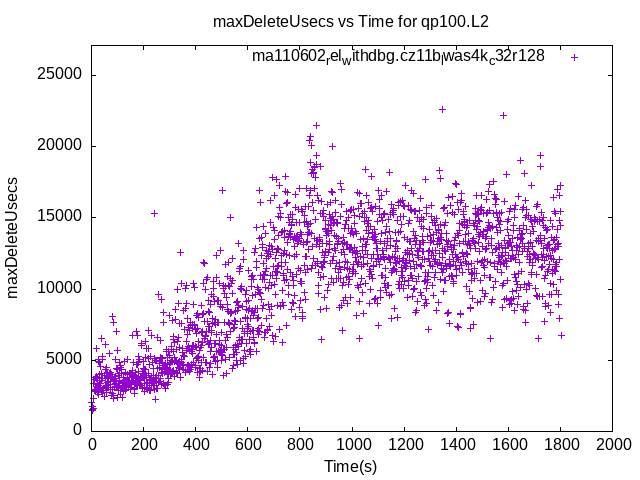 maxDeleteUsecs vs Time for qp100.L2
ma110602_rel_withdbg.cz11b_lwas4k_c32r128
25000
20000
15000
10000
5000
0
maxDeleteUsecs
0 200 400 600 800 1000 1200 1400 1600 1800 2000
Time(s)